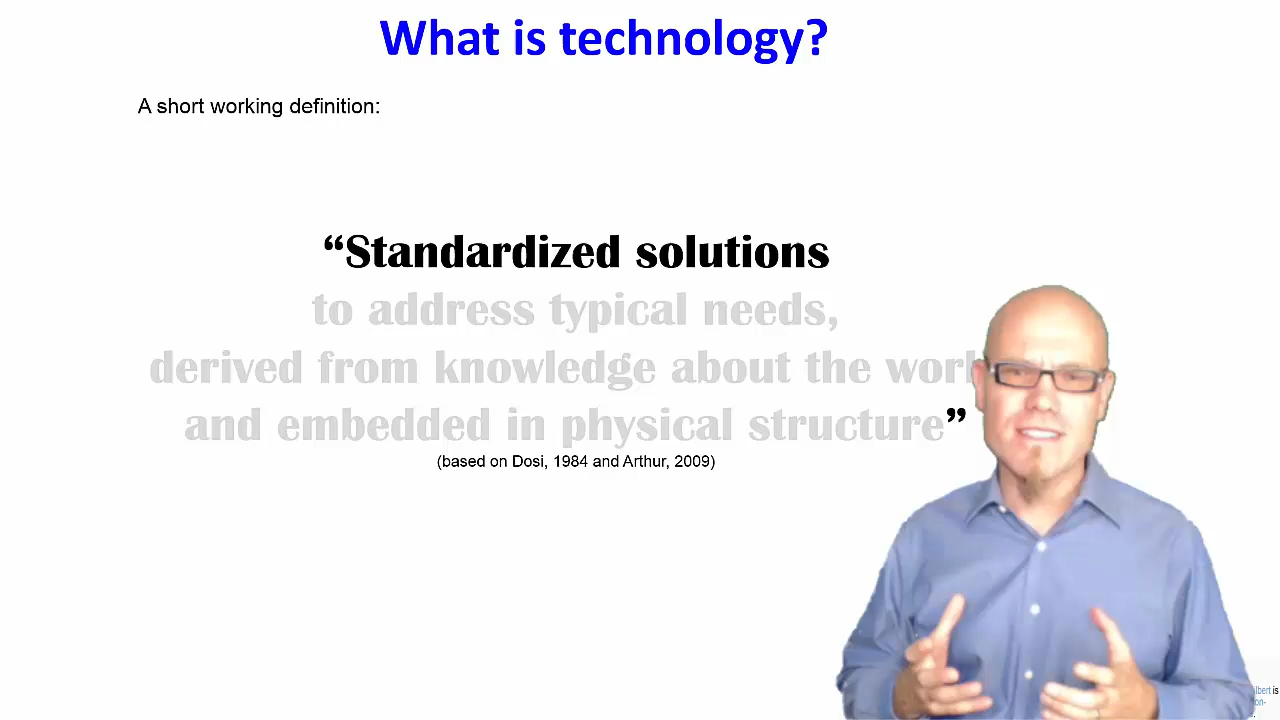 What is technology?
A short working definition:
“Standardized solutions
to address typical needs,
derived from knowledge about the
and embedded in physical structure”
(based on Dosi, 1984 and Arthur, 2009)
is